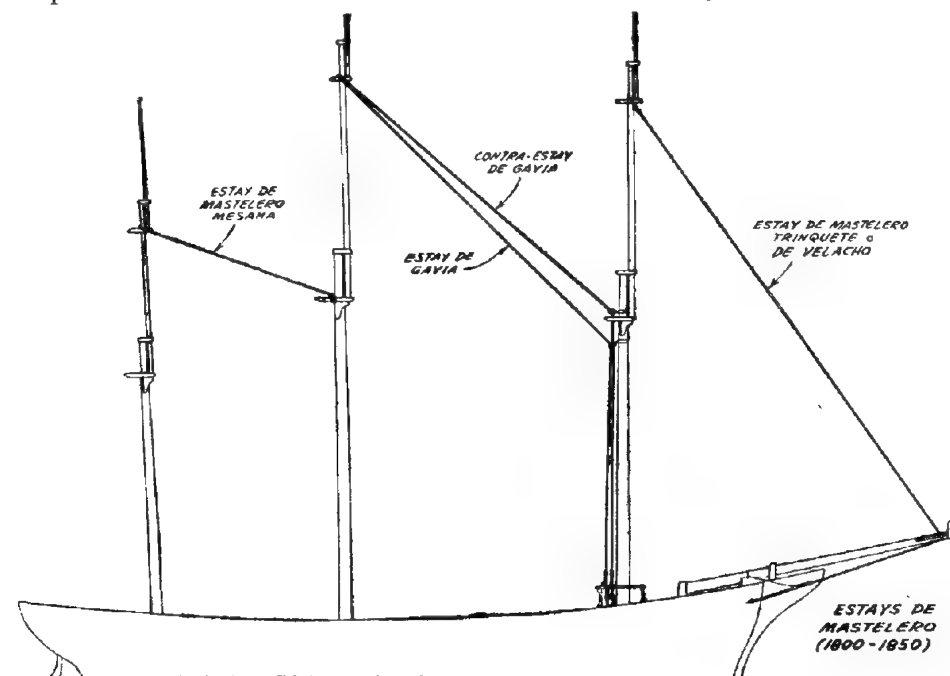 CONTRA-ESTAY
DE GAVIA
ESTAY DE
MASTELERO
MESANA
ESTAY DE
GAVIA
ESTAY DE MASTELERO
TRINQUETE o
DE VELACHO
ESTAYS DE
MASTELERO
(1800-1850)